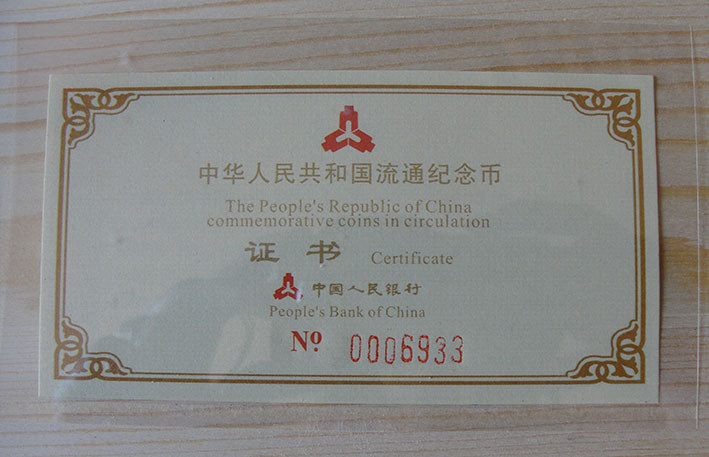 中华人民共和国流通纪念币
The People's Republic of China
commemorative coins in circulation
证书 Certificate
中国人民银行
People's Bank of China
Nº 0006933